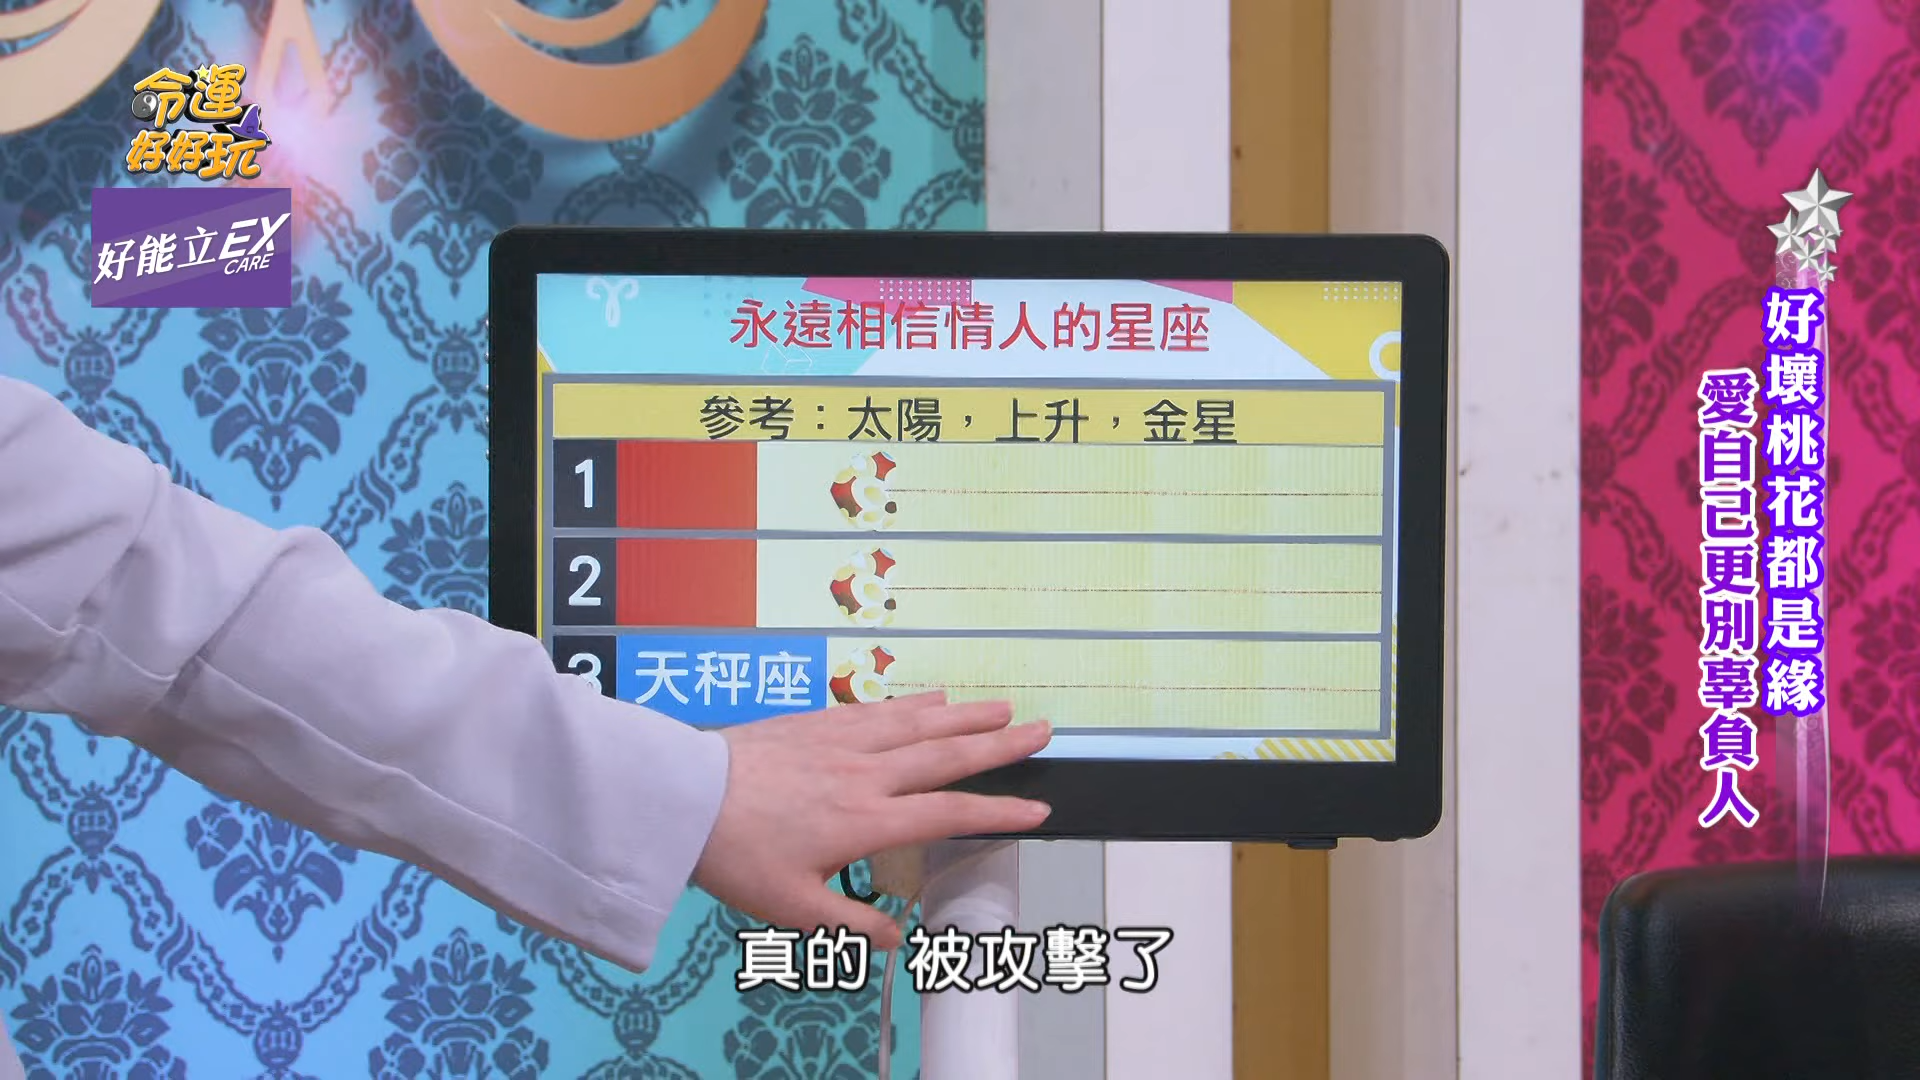 命運
好好玩
好能立EX
CARE
永遠相信情人的星座
參考：太陽，上升，金星
1
2
3 天秤座
好壞桃花都是緣
愛自己更別辜負人
真的 被攻擊了